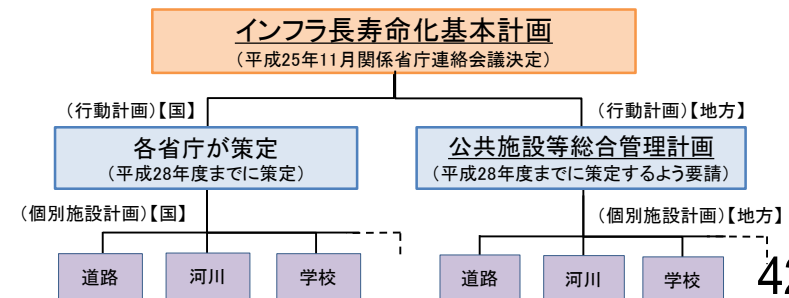 インフラ長寿命化基本計画
（平成25年11月関係省庁連絡会議決定）
（行動計画）【国】
（行動計画）【地方】
各省庁が策定
（平成28年度までに策定）
公共施設等総合管理計画
（平成28年度までに策定するよう要請）
（個別施設計画）【国】
（個別施設計画）【地方】
道路
河川
学校
道路
河川
学校
42